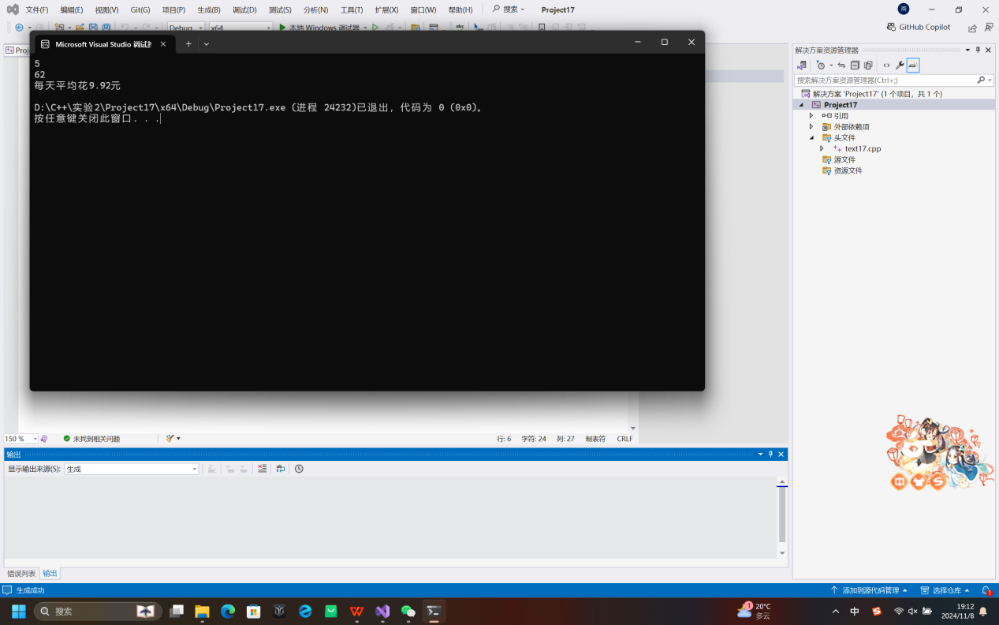 文件(F) 编辑(E) 视图(V) Git(G) 项目(P) 生成(B) 调试(D) 测试(S) 分析(N) 工具(T) 扩展(X) 窗口(W) 帮助(H) 搜索 Project17
Debug x64 本地 Windows 调试器
GitHub Copilot
Microsoft Visual Studio 调试
5
62
每天平均花9.92元
D:\C++\实验2\Project17\x64\Debug\Project17.exe (进程 24232)已退出，代码为 0 (0x0)。
按任意键关闭此窗口. . .
解决方案资源管理器
搜索解决方案资源管理器(Ctrl+;)
解决方案 'Project17' (1 个项目，共 1 个)
Project17
引用
外部依赖项
头文件
text17.cpp
源文件
资源文件
150 % 未找到相关问题 行: 6 字符: 24 列: 27 制表符 CRLF
输出
显示输出来源(S): 生成
错误列表 输出
生成成功 添加到源代码管理 选择仓库 1
中 S
搜索
1 20°C
多云
中 S
19:12
2024/11/8